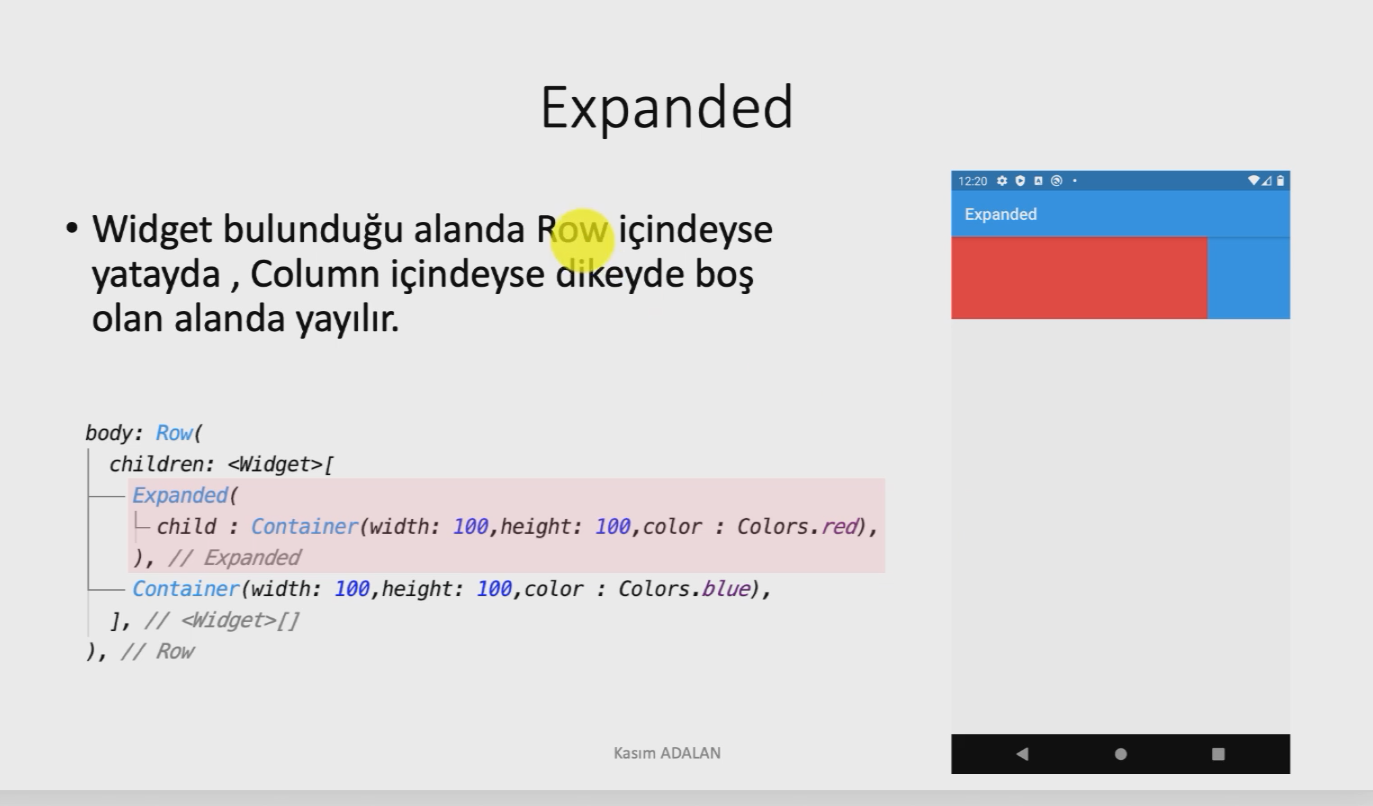 Expanded
• Widget bulunduğu alanda Row içindeyse
yatayda , Column içindeyse dikeyde boş
olan alanda yayılır.
body: Row(
children: <Widget>[
Expanded(
child : Container(width: 100,height: 100,color : Colors.red),
), // Expanded
Container(width: 100,height: 100,color : Colors.blue),
], // <Widget>[]
), // Row
12:20
Expanded
Kasım ADALAN